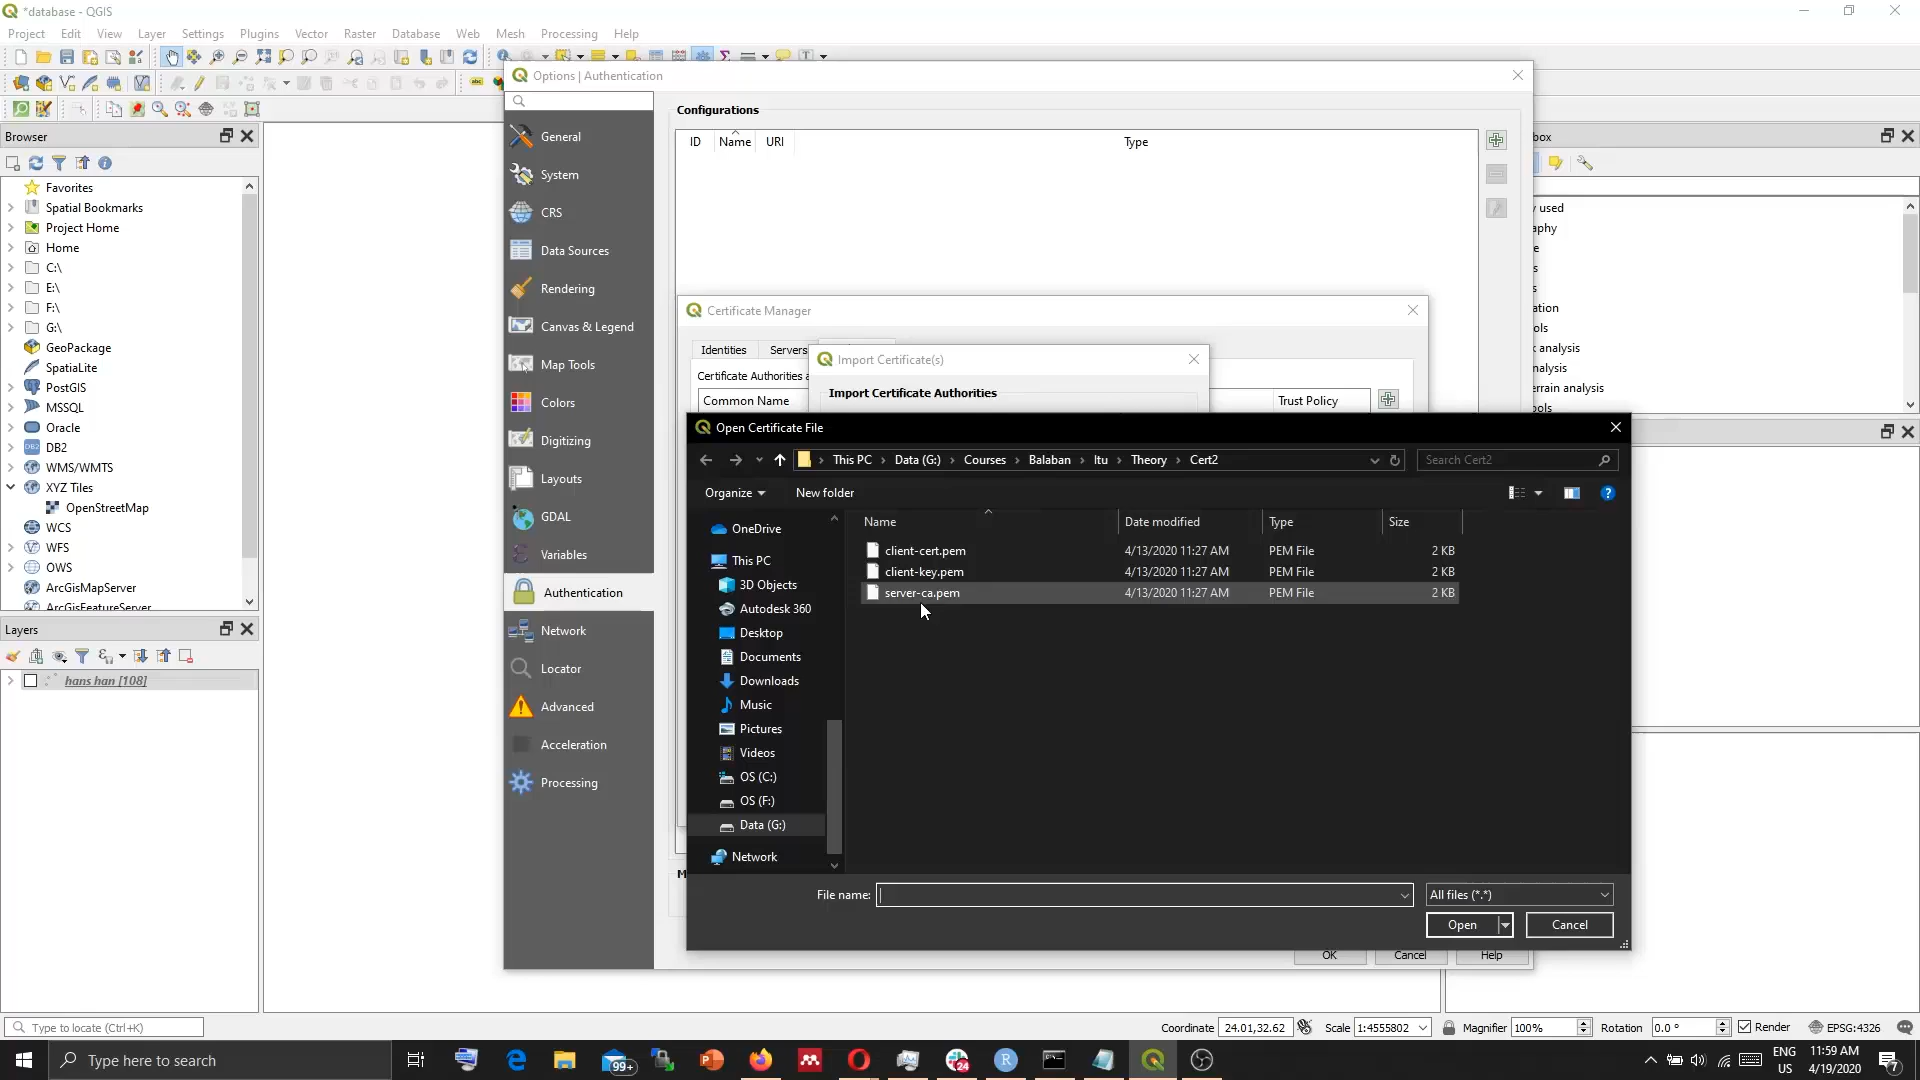 *database - QGIS
Project Edit View Layer Settings Plugins Vector Raster Database Web Mesh Processing Help
Options | Authentication
Configurations
ID Name URI Type
General
System
CRS
Data Sources
Rendering
Canvas & Legend
Map Tools
Colors
Digitizing
Layouts
GDAL
Variables
Authentication
Network
Locator
Advanced
Acceleration
Processing
Browser
Favorites
Spatial Bookmarks
Project Home
Home
C:\
E:\
F:\
G:\
GeoPackage
SpatiaLite
PostGIS
MSSQL
Oracle
DB2
WMS/WMTS
XYZ Tiles
OpenStreetMap
WCS
WFS
OWS
ArcGisMapServer
ArcGisFeatureServer
Layers
hans han [108]
box
y used
aphy
e
s
s
ation
ols
k analysis
nalysis
errain analysis
ools
Certificate Manager
Identities Servers
Certificate Authorities a
Common Name Trust Policy
Import Certificate(s)
Import Certificate Authorities
Open Certificate File
This PC Data (G:) Courses Balaban Itu Theory Cert2
Search Cert2
Organize New folder
Name Date modified Type Size
client-cert.pem 4/13/2020 11:27 AM PEM File 2 KB
client-key.pem 4/13/2020 11:27 AM PEM File 2 KB
server-ca.pem 4/13/2020 11:27 AM PEM File 2 KB
OneDrive
This PC
3D Objects
Autodesk 360
Desktop
Documents
Downloads
Music
Pictures
Videos
OS (C:)
OS (F:)
Data (G:)
Network
File name: All files (*.*)
Open Cancel
M
OK Cancel Help
Type to locate (Ctrl+K)
Coordinate 24.01,32.62 Scale 1:4555802 Magnifier 100% Rotation 0.0 ° Render EPSG:4326
Type here to search
99+
24
ENG
US
11:59 AM
4/19/2020
7